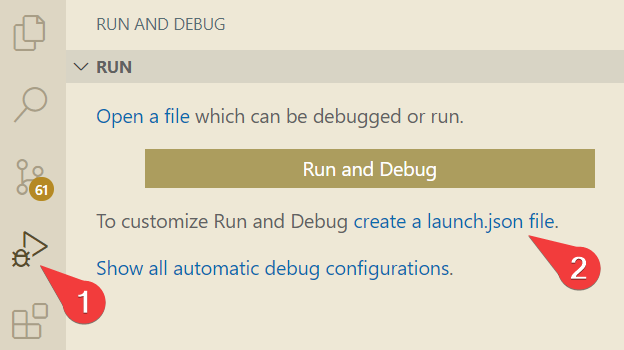 RUN AND DEBUG
RUN
Open a file which can be debugged or run.
Run and Debug
61
To customize Run and Debug create a launch.json file.
Show all automatic debug configurations.
1
2